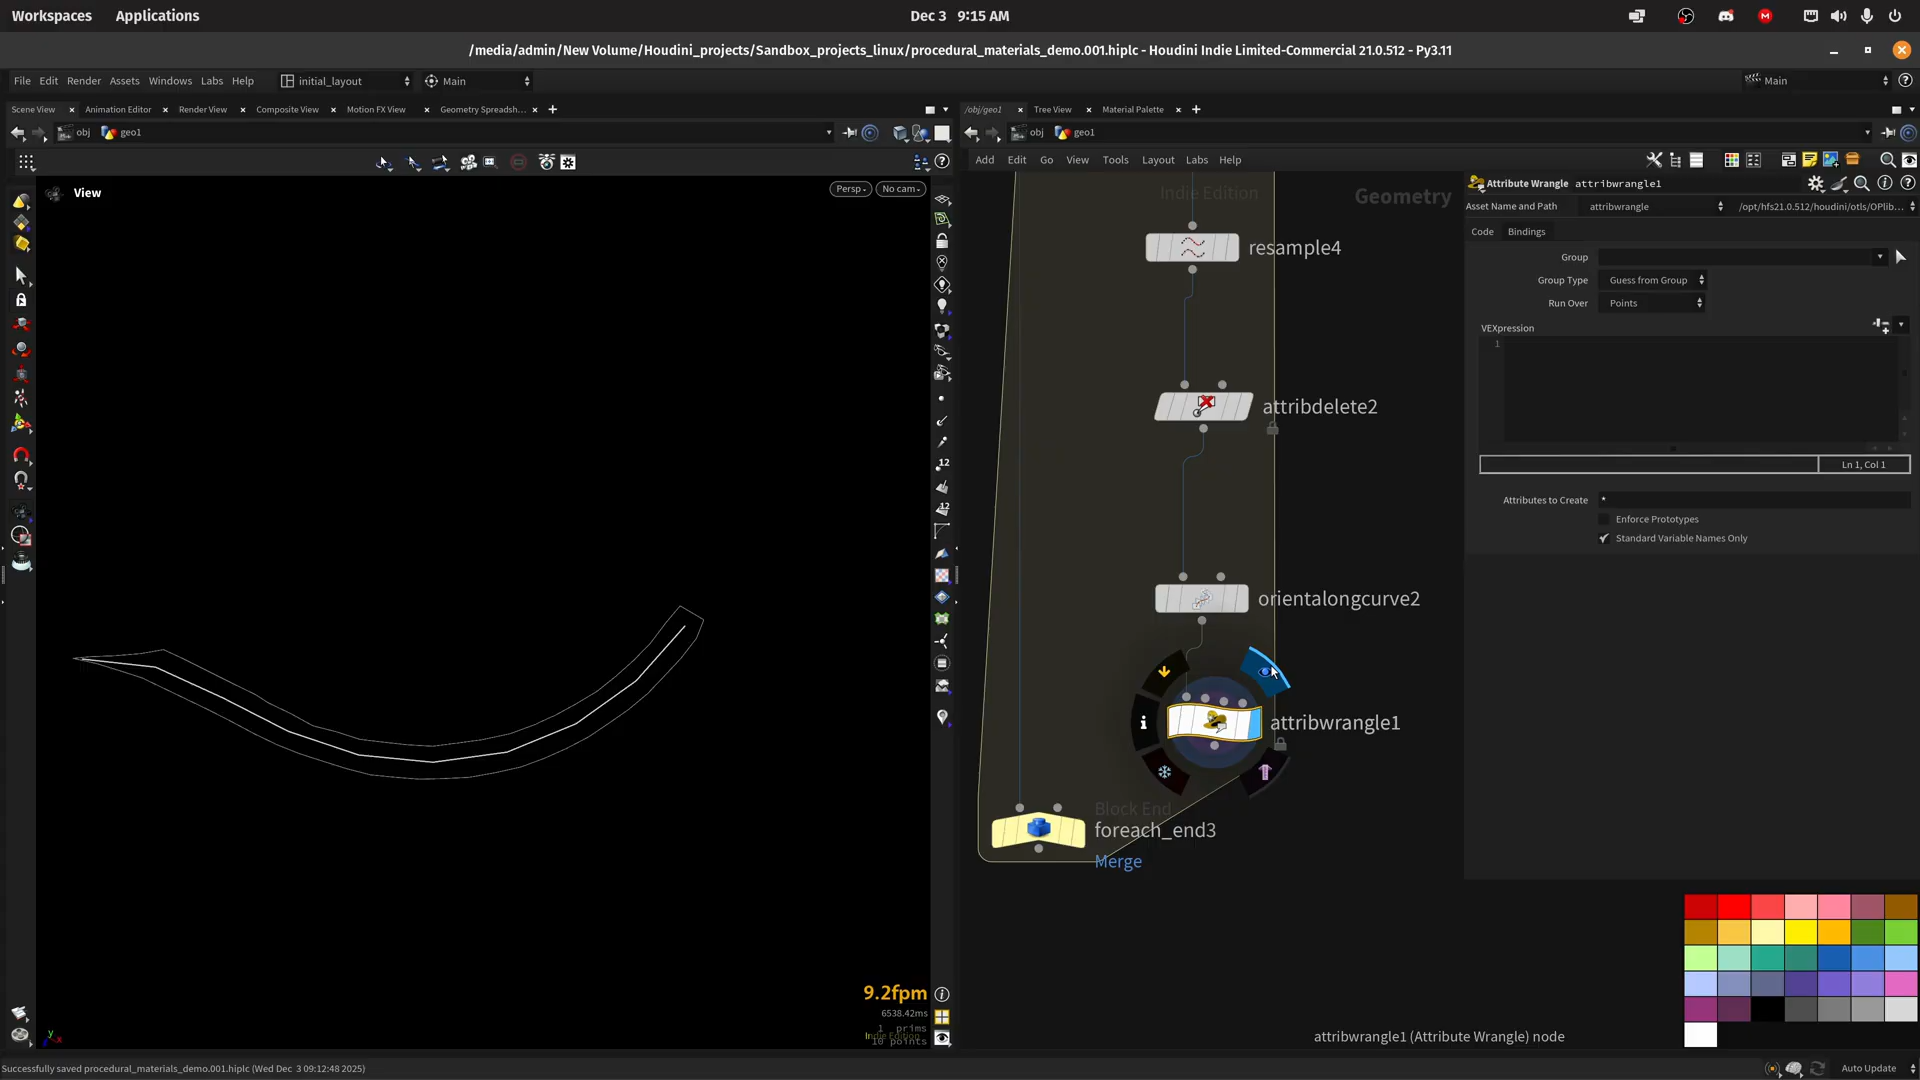 Workspaces Applications Dec 3 9:15 AM
/media/admin/New Volume/Houdini_projects/Sandbox_projects_linux/procedural_materials_demo.001.hiplc - Houdini Indie Limited-Commercial 21.0.512 - Py3.11
File Edit Render Assets Windows Labs Help initial_layout Main Main
Scene View Animation Editor Render View Composite View Motion FX View Geometry Spreadsh... /obj/geo1 Tree View Material Palette
obj geo1 obj geo1
Add Edit Go View Tools Layout Labs Help
View Persp No cam
Indie Edition
Geometry
Attribute Wrangle attribwrangle1
Asset Name and Path attribwrangle /opt/hfs21.0.512/houdini/otls/OPlib...
Code Bindings
Group
Group Type Guess from Group
Run Over Points
VEXpression
1
Ln 1, Col 1
Attributes to Create *
Enforce Prototypes
Standard Variable Names Only
resample4
attribdelete2
orientalongcurve2
attribwrangle1
Block End
foreach_end3
Merge
12
12
9.2fpm
6538.42ms
1 prims
10 points
y
x
attribwrangle1 (Attribute Wrangle) node
Successfully saved procedural_materials_demo.001.hiplc (Wed Dec 3 09:12:48 2025)
Auto Update